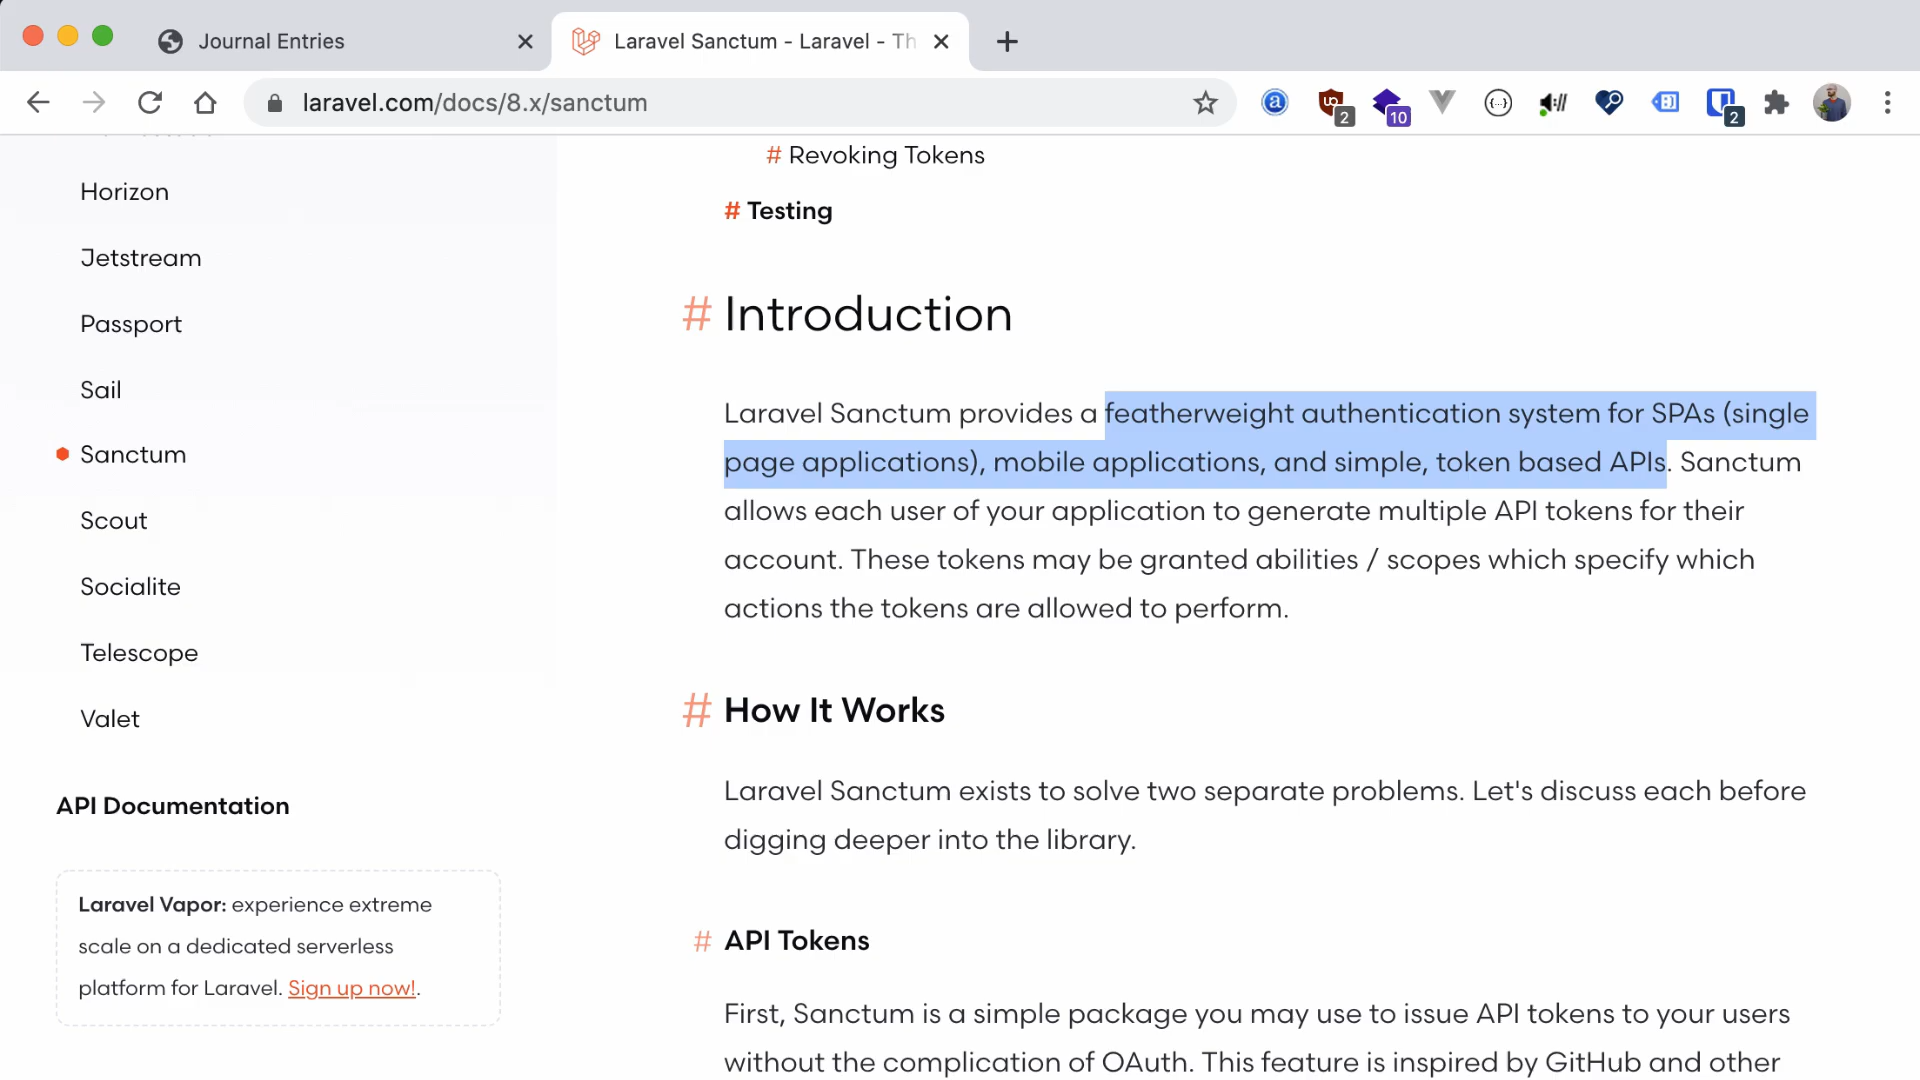 Journal Entries
Laravel Sanctum - Laravel - Th
laravel.com/docs/8.x/sanctum
2
10
2
Horizon
Jetstream
Passport
Sail
Sanctum
Scout
Socialite
Telescope
Valet
API Documentation
Laravel Vapor: experience extreme
scale on a dedicated serverless
platform for Laravel. Sign up now!.
# Revoking Tokens
# Testing
# Introduction
Laravel Sanctum provides a featherweight authentication system for SPAs (single
page applications), mobile applications, and simple, token based APIs. Sanctum
allows each user of your application to generate multiple API tokens for their
account. These tokens may be granted abilities / scopes which specify which
actions the tokens are allowed to perform.
# How It Works
Laravel Sanctum exists to solve two separate problems. Let's discuss each before
digging deeper into the library.
# API Tokens
First, Sanctum is a simple package you may use to issue API tokens to your users
without the complication of OAuth. This feature is inspired by GitHub and other